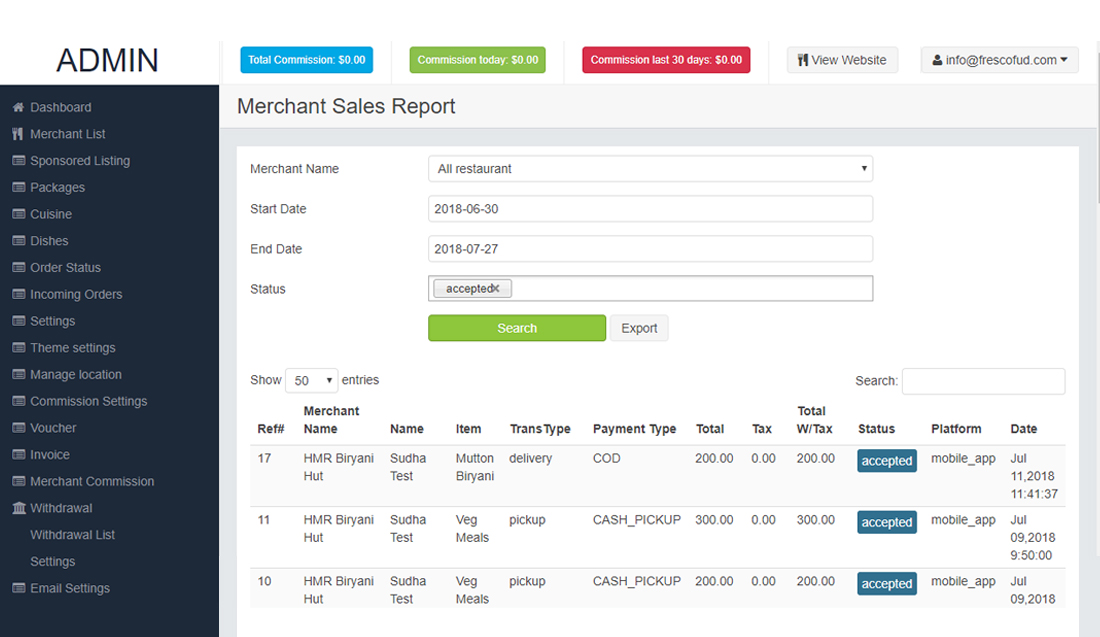 ADMIN
Total Commission: $0.00
Commission today: $0.00
Commission last 30 days: $0.00
View Website
info@frescofud.com
Dashboard
Merchant List
Sponsored Listing
Packages
Cuisine
Dishes
Order Status
Incoming Orders
Settings
Theme settings
Manage location
Commission Settings
Voucher
Invoice
Merchant Commission
Withdrawal
Withdrawal List
Settings
Email Settings
Merchant Sales Report
Merchant Name
All restaurant
Start Date
2018-06-30
End Date
2018-07-27
Status
accepted×
Search
Export
Show 50 entries
Search:
Ref# Merchant Name Name Item TransType Payment Type Total Tax Total W/Tax Status Platform Date
17 HMR Biryani Hut Sudha Test Mutton Biryani delivery COD 200.00 0.00 200.00 accepted mobile_app Jul 11,2018 11:41:37
11 HMR Biryani Hut Sudha Test Veg Meals pickup CASH_PICKUP 300.00 0.00 300.00 accepted mobile_app Jul 09,2018 9:50:00
10 HMR Biryani Hut Sudha Test Veg Meals pickup CASH_PICKUP 200.00 0.00 200.00 accepted mobile_app Jul 09,2018